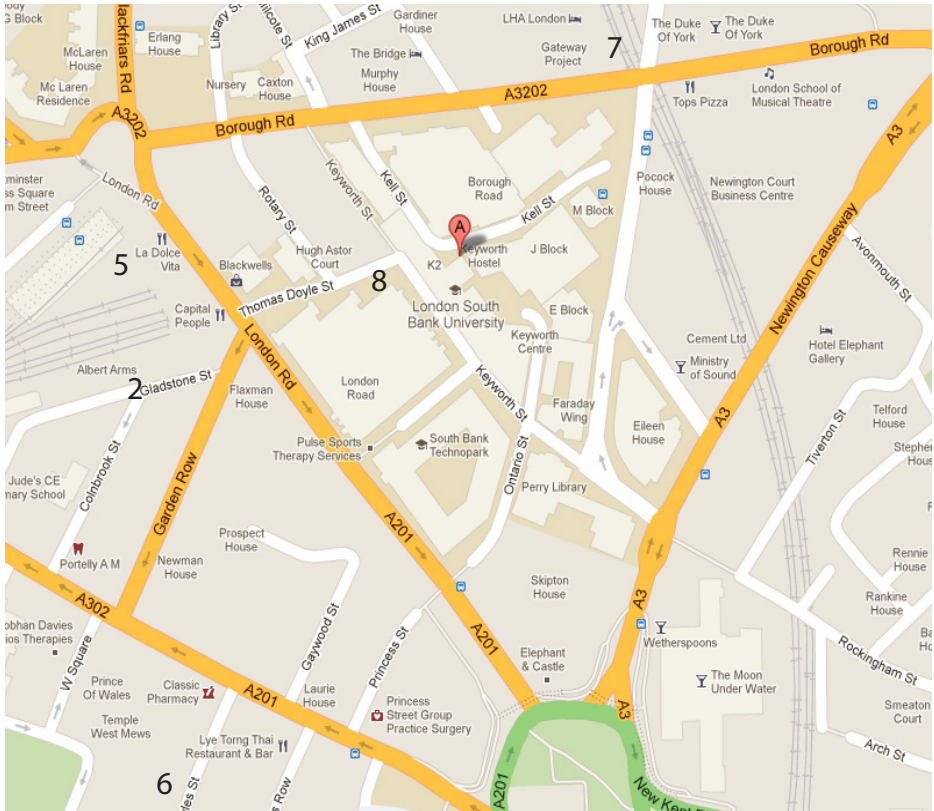 G Block
McLaren
House
Mc Laren
Residence
Erlang
House
Blackfriars Rd
Library St
King James St
Gardiner
House
The Bridge
Murphy
House
Nursery
Caxton
House
LHA London
Gateway
Project
7
The Duke
Of York
The Duke
Of York
Borough Rd
Tops Pizza
London School of
Musical Theatre
A3202
A3202
Borough Rd
A3
London Rd
Keyworth St
Kell St
Borough
Road
Kell St
M Block
Pocock
House
Newington Court
Business Centre
Rotary St
Hugh Astor
Court
A
Keyworth
Hostel
K2
J Block
Avonmouth St
5
La Dolce
Vita
Blackwells
8
Thomas Doyle St
London South
Bank University
E Block
Newington Causeway
Capital
People
Keyworth
Centre
Cement Ltd
Ministry
of Sound
Hotel Elephant
Gallery
London Rd
Albert Arms
2
Gladstone St
Flaxman
House
London
Road
Keyworth St
Faraday
Wing
Eileen
House
A3
Tiverton St
Telford
House
Colnbrook St
Pulse Sports
Therapy Services
South Bank
Technopark
Ontario St
Perry Library
Jude's CE
Garden Row
Prospect
House
A201
Portelly A M
Newman
House
Skipton
House
Rennie
House
Rankine
House
A302
A3
Wetherspoons
Rockingham St
W Square
Gaywood St
Princess St
A201
Elephant
& Castle
The Moon
Under Water
Prince
Of Wales
Classic
Pharmacy
A201
Laurie
House
Princess
Street Group
Practice Surgery
A3
Smeaton
Court
Temple
West Mews
Lye Torng Thai
Restaurant & Bar
Arch St
6
A201
New Kent